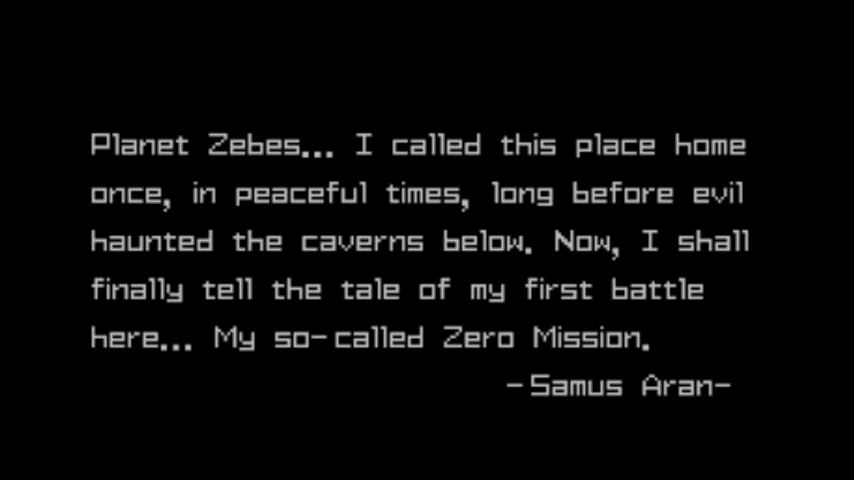 Planet Zebes... I called this place home
once, in peaceful times, long before evil
haunted the caverns below. Now, I shall
finally tell the tale of my first battle
here... My so-called Zero Mission.
-Samus Aran-